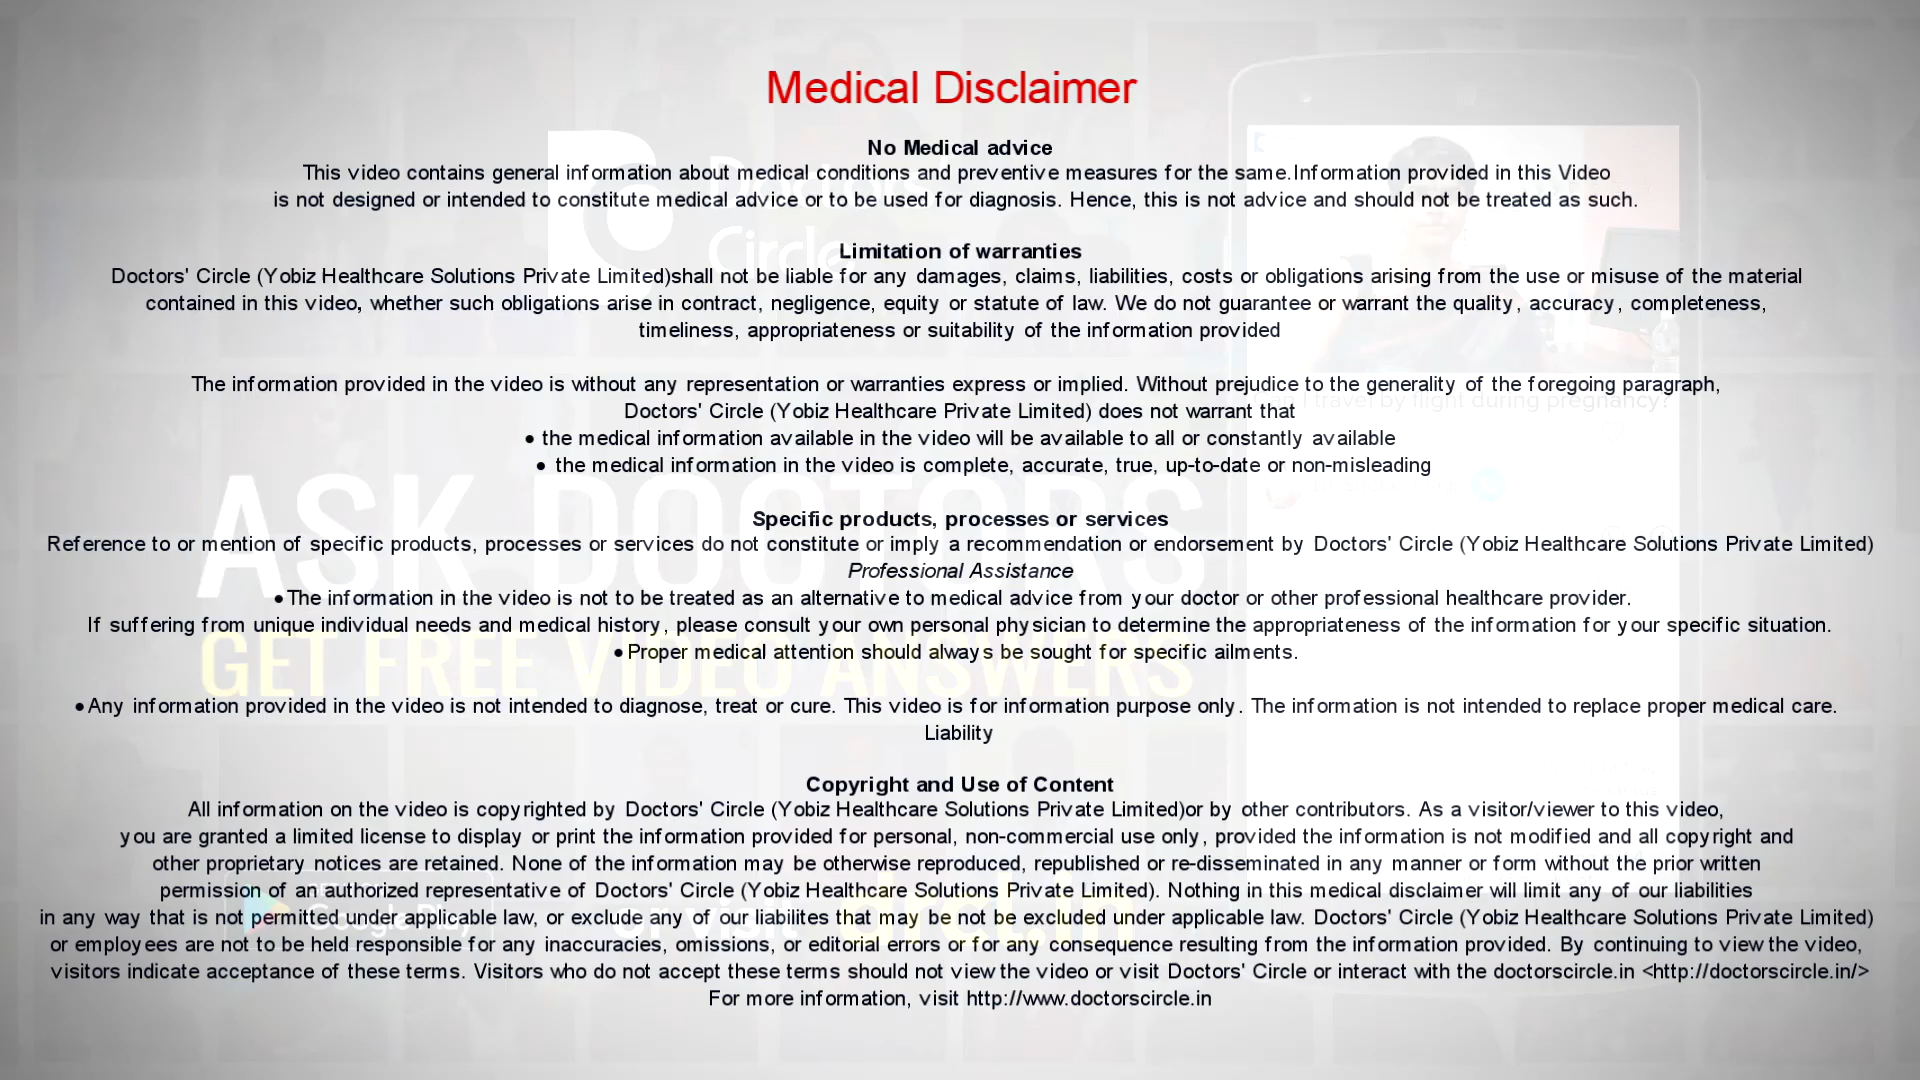 Medical Disclaimer
No Medical advice
This video contains general information about medical conditions and preventive measures for the same.Information provided in this Video
is not designed or intended to constitute medical advice or to be used for diagnosis. Hence, this is not advice and should not be treated as such.
Limitation of warranties
Doctors' Circle (Yobiz Healthcare Solutions Private Limited)shall not be liable for any damages, claims, liabilities, costs or obligations arising from the use or misuse of the material
contained in this video, whether such obligations arise in contract, negligence, equity or statute of law. We do not guarantee or warrant the quality, accuracy, completeness,
timeliness, appropriateness or suitability of the information provided
The information provided in the video is without any representation or warranties express or implied. Without prejudice to the generality of the foregoing paragraph,
Doctors' Circle (Yobiz Healthcare Private Limited) does not warrant that
• the medical information available in the video will be available to all or constantly available
• the medical information in the video is complete, accurate, true, up-to-date or non-misleading
Specific products, processes or services
Reference to or mention of specific products, processes or services do not constitute or imply a recommendation or endorsement by Doctors' Circle (Yobiz Healthcare Solutions Private Limited)
Professional Assistance
•The information in the video is not to be treated as an alternative to medical advice from your doctor or other professional healthcare provider.
If suffering from unique individual needs and medical history, please consult your own personal physician to determine the appropriateness of the information for your specific situation.
•Proper medical attention should always be sought for specific ailments.
•Any information provided in the video is not intended to diagnose, treat or cure. This video is for information purpose only. The information is not intended to replace proper medical care.
Liability
Copyright and Use of Content
All information on the video is copyrighted by Doctors' Circle (Yobiz Healthcare Solutions Private Limited)or by other contributors. As a visitor/viewer to this video,
you are granted a limited license to display or print the information provided for personal, non-commercial use only, provided the information is not modified and all copyright and
other proprietary notices are retained. None of the information may be otherwise reproduced, republished or re-disseminated in any manner or form without the prior written
permission of an authorized representative of Doctors' Circle (Yobiz Healthcare Solutions Private Limited). Nothing in this medical disclaimer will limit any of our liabilities
in any way that is not permitted under applicable law, or exclude any of our liabilites that may be not be excluded under applicable law. Doctors' Circle (Yobiz Healthcare Solutions Private Limited)
or employees are not to be held responsible for any inaccuracies, omissions, or editorial errors or for any consequence resulting from the information provided. By continuing to view the video,
visitors indicate acceptance of these terms. Visitors who do not accept these terms should not view the video or visit Doctors' Circle or interact with the doctorscircle.in <http://doctorscircle.in/>
For more information, visit http://www.doctorscircle.in
Doctors'
Circle
ASK DOCTORS
GET FREE VIDEO ANSWERS
Google Play
or visit drcl.in
Can I travel by flight during pregnancy?